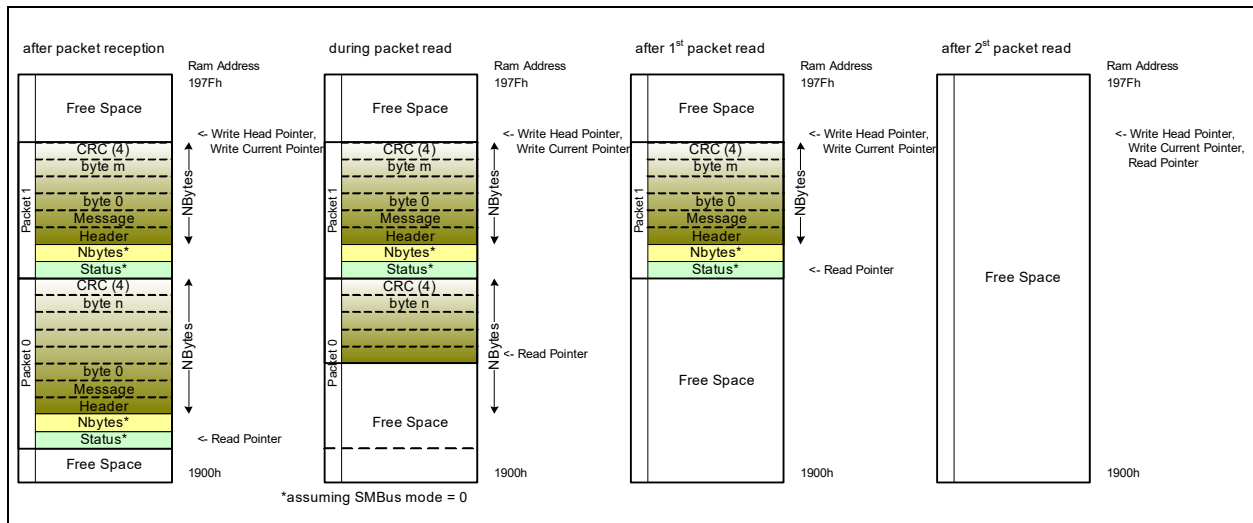 after packet reception
Ram Address
197Fh
Free Space
<- Write Head Pointer,
Write Current Pointer
CRC (4)
byte m
byte 0
Message
Header
Nbytes*
Status*
Packet 1
NBytes
CRC (4)
byte n
byte 0
Message
Header
Nbytes*
Status*
Packet 0
NBytes
<- Read Pointer
Free Space
1900h
during packet read
Ram Address
197Fh
Free Space
<- Write Head Pointer,
Write Current Pointer
CRC (4)
byte m
byte 0
Message
Header
Nbytes*
Status*
Packet 1
NBytes
CRC (4)
byte n
Packet 0
NBytes
<- Read Pointer
Free Space
1900h
*assuming SMBus mode = 0
after 1st packet read
Ram Address
197Fh
Free Space
<- Write Head Pointer,
Write Current Pointer
CRC (4)
byte m
byte 0
Message
Header
Nbytes*
Status*
Packet 1
NBytes
<- Read Pointer
Free Space
1900h
after 2st packet read
Ram Address
197Fh
<- Write Head Pointer,
Write Current Pointer,
Read Pointer
Free Space
1900h